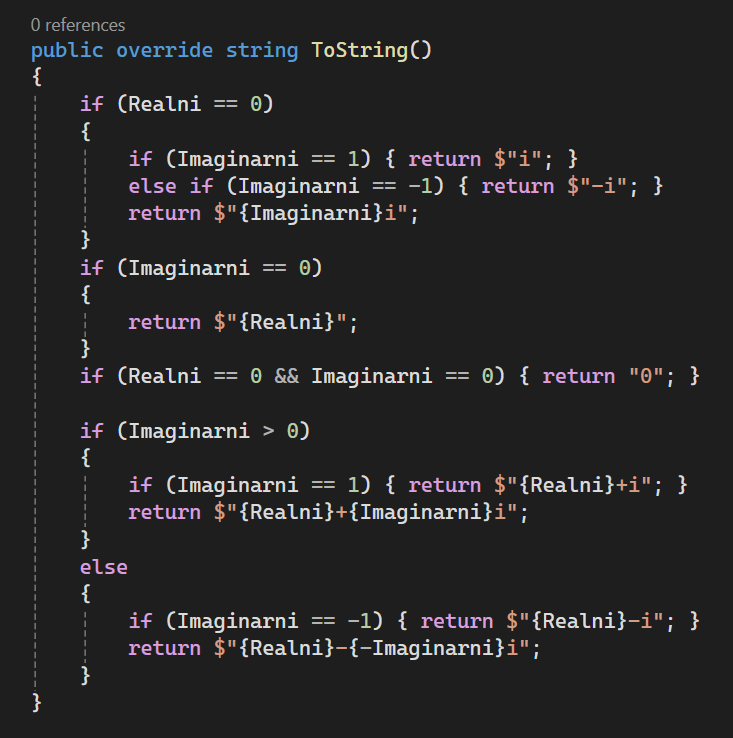 0 references
public override string ToString()
{
    if (Realni == 0)
    {
        if (Imaginarni == 1) { return $"i"; }
        else if (Imaginarni == -1) { return $"-i"; }
        return $"{Imaginarni}i";
    }
    if (Imaginarni == 0)
    {
        return $"{Realni}";
    }
    if (Realni == 0 && Imaginarni == 0) { return "0"; }

    if (Imaginarni > 0)
    {
        if (Imaginarni == 1) { return $"{Realni}+i"; }
        return $"{Realni}+{Imaginarni}i";
    }
    else
    {
        if (Imaginarni == -1) { return $"{Realni}-i"; }
        return $"{Realni}-{-Imaginarni}i";
    }
}